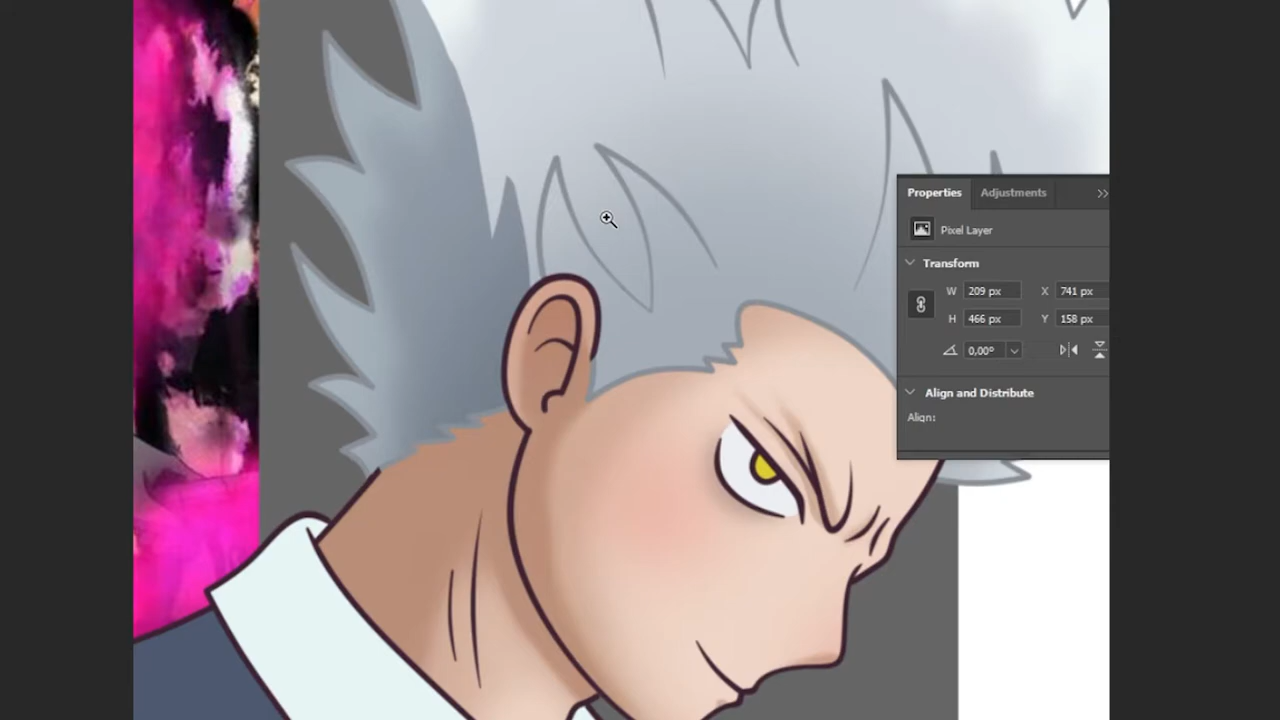 Properties Adjustments
Pixel Layer
Transform
W 209 px X 741 px
H 466 px Y 158 px
0,00°
Align and Distribute
Align: